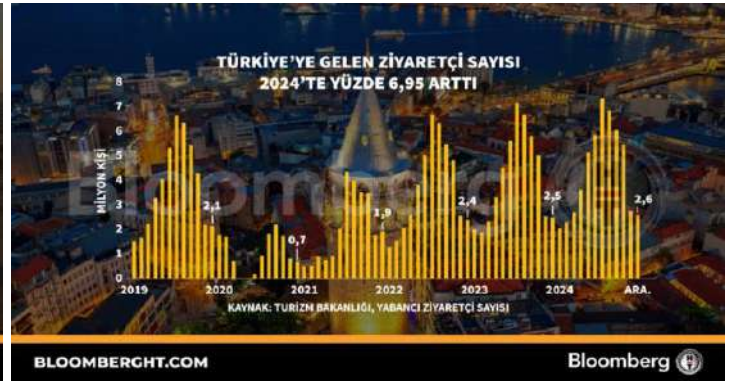 TÜRKİYE'YE GELEN ZİYARETÇİ SAYISI
2024'TE YÜZDE 6,95 ARTTI
MİLYON KİŞİ
8
7
6
5
4
3
2
1
0
2,1
0,7
1,9
2,4
2,5
2,6
2019 2020 2021 2022 2023 2024 ARA.
KAYNAK: TURİZM BAKANLIĞI, YABANCI ZİYARETÇİ SAYISI
Bloomberg
BLOOMBERGHT.COM Bloomberg HT